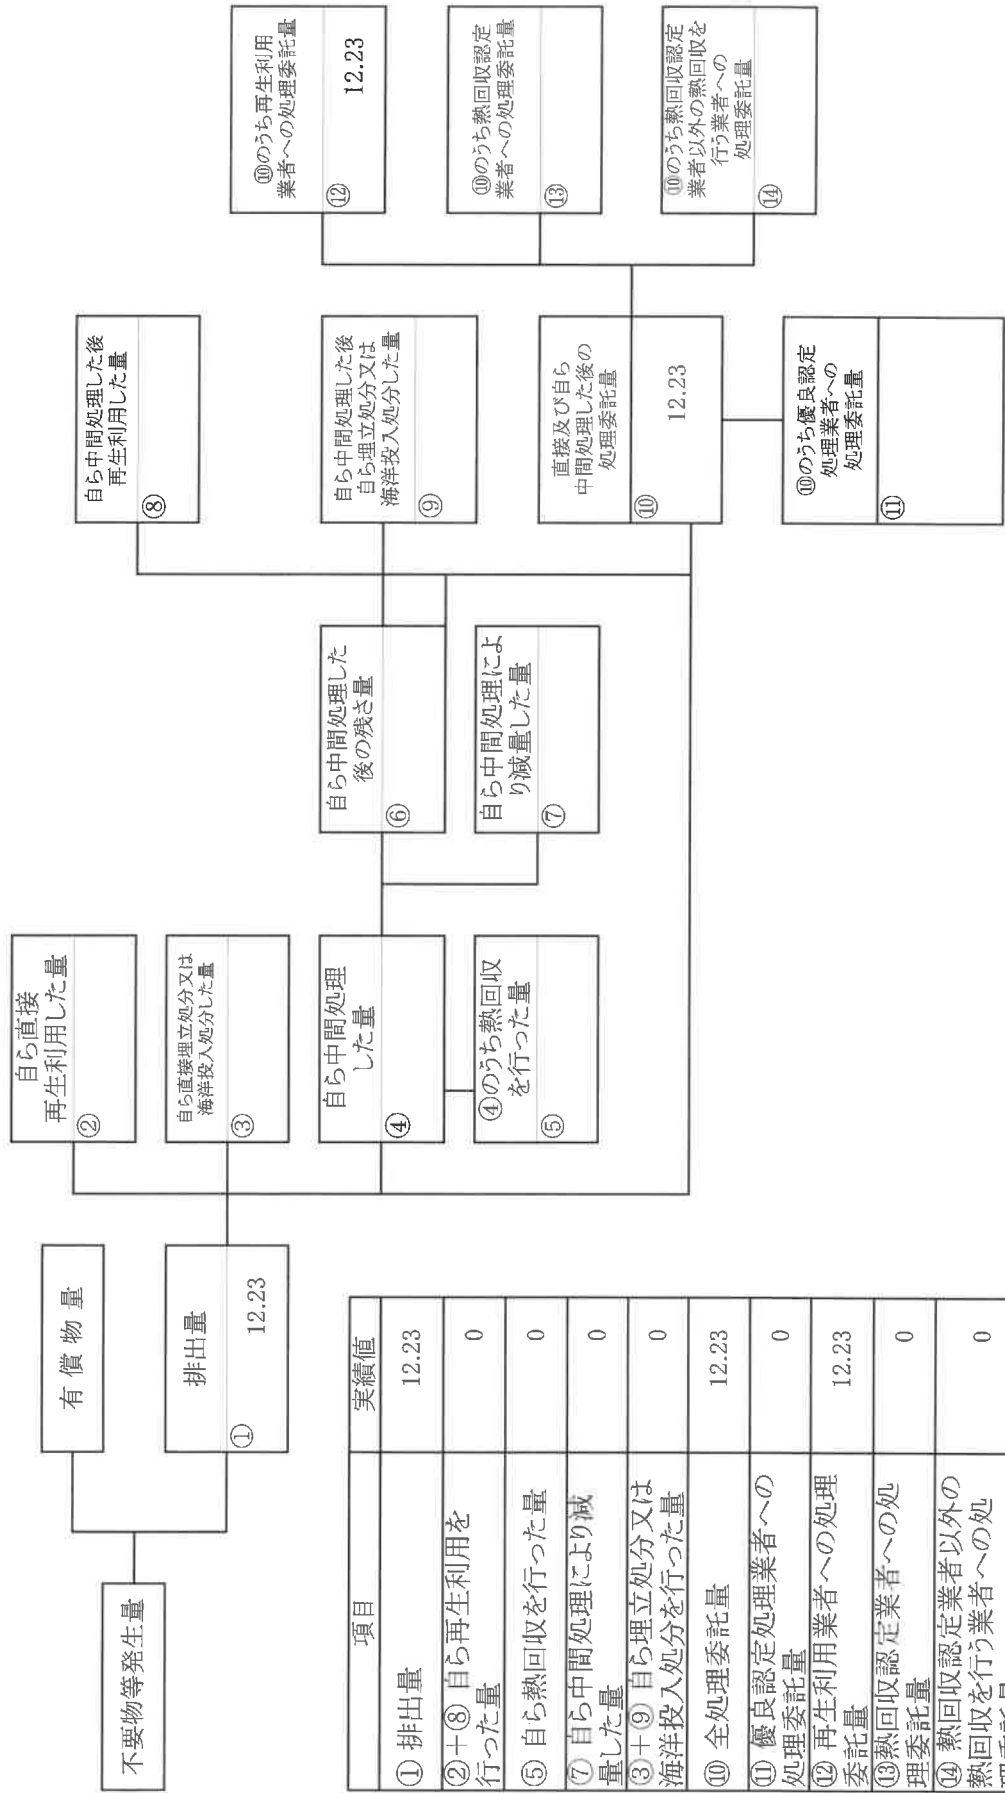 不要物等発生量
有 償 物 量
排出量
①
12.23
自ら直接
再生利用した量
②
自ら直接埋立処分又は
海洋投入処分した量
③
自ら中間処理
した量
④
④のうち熱回収
を行った量
⑤
自ら中間処理した
後の残さ量
⑥
自ら中間処理によ
り減量した量
⑦
自ら中間処理した後
再生利用した量
⑧
自ら中間処理した後
自ら埋立処分又は
海洋投入処分した量
⑨
直接及び自ら
中間処理した後の
処理委託量
⑩
12.23
⑩のうち優良認定
処理業者への
処理委託量
⑪
⑩のうち再生利用
業者への処理委託量
⑫
12.23
⑩のうち熱回収認定
業者への処理委託量
⑬
⑩のうち熱回収認定
業者以外の熱回収を
行う業者への
処理委託量
⑭
項目 実績値
① 排出量 12.23
②+⑧ 自ら再生利用を
行った量 0
⑤ 自ら熱回収を行った量 0
⑦ 自ら中間処理により減
量した量 0
③+⑨ 自ら埋立処分又は
海洋投入処分を行った量 0
⑩ 全処理委託量 12.23
⑪ 優良認定処理業者への
処理委託量 0
⑫ 再生利用業者への処理
委託量 12.23
⑬熱回収認定業者への処
理委託量 0
⑭ 熱回収認定業者以外の
熱回収を行う業者への処 0